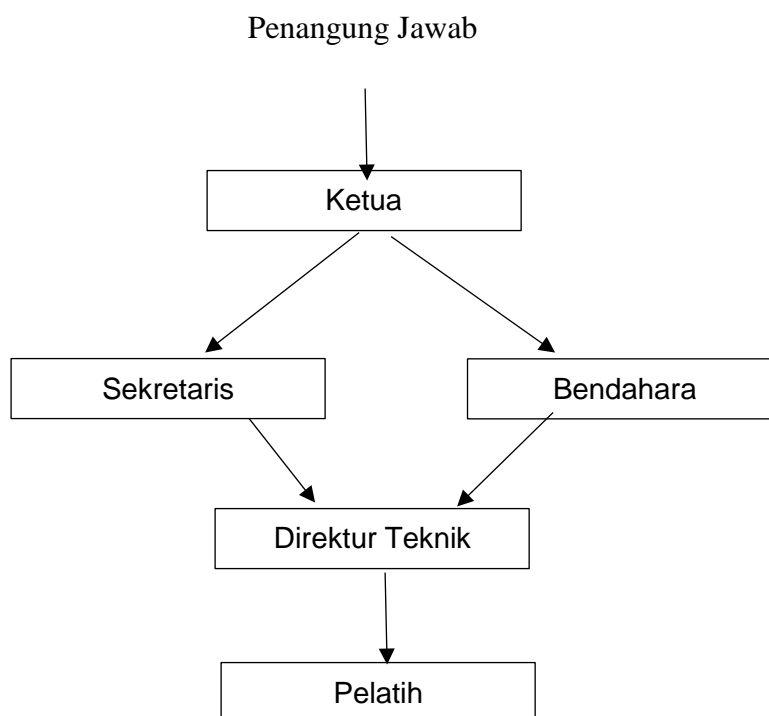 Penangung Jawab
Ketua
Sekretaris
Bendahara
Direktur Teknik
Pelatih